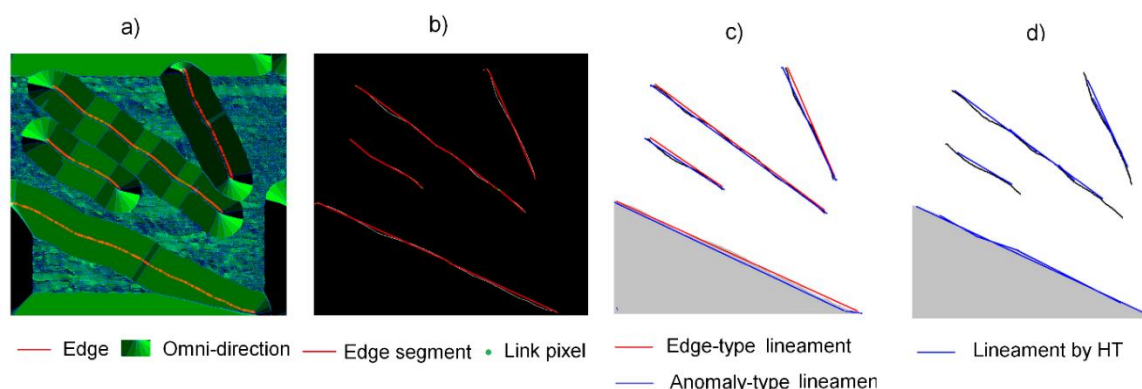 a)
b)
c)
d)
Edge
Omni-direction
Edge segment
Link pixel
Edge-type lineament
Anomaly-type lineamen
Lineament by HT